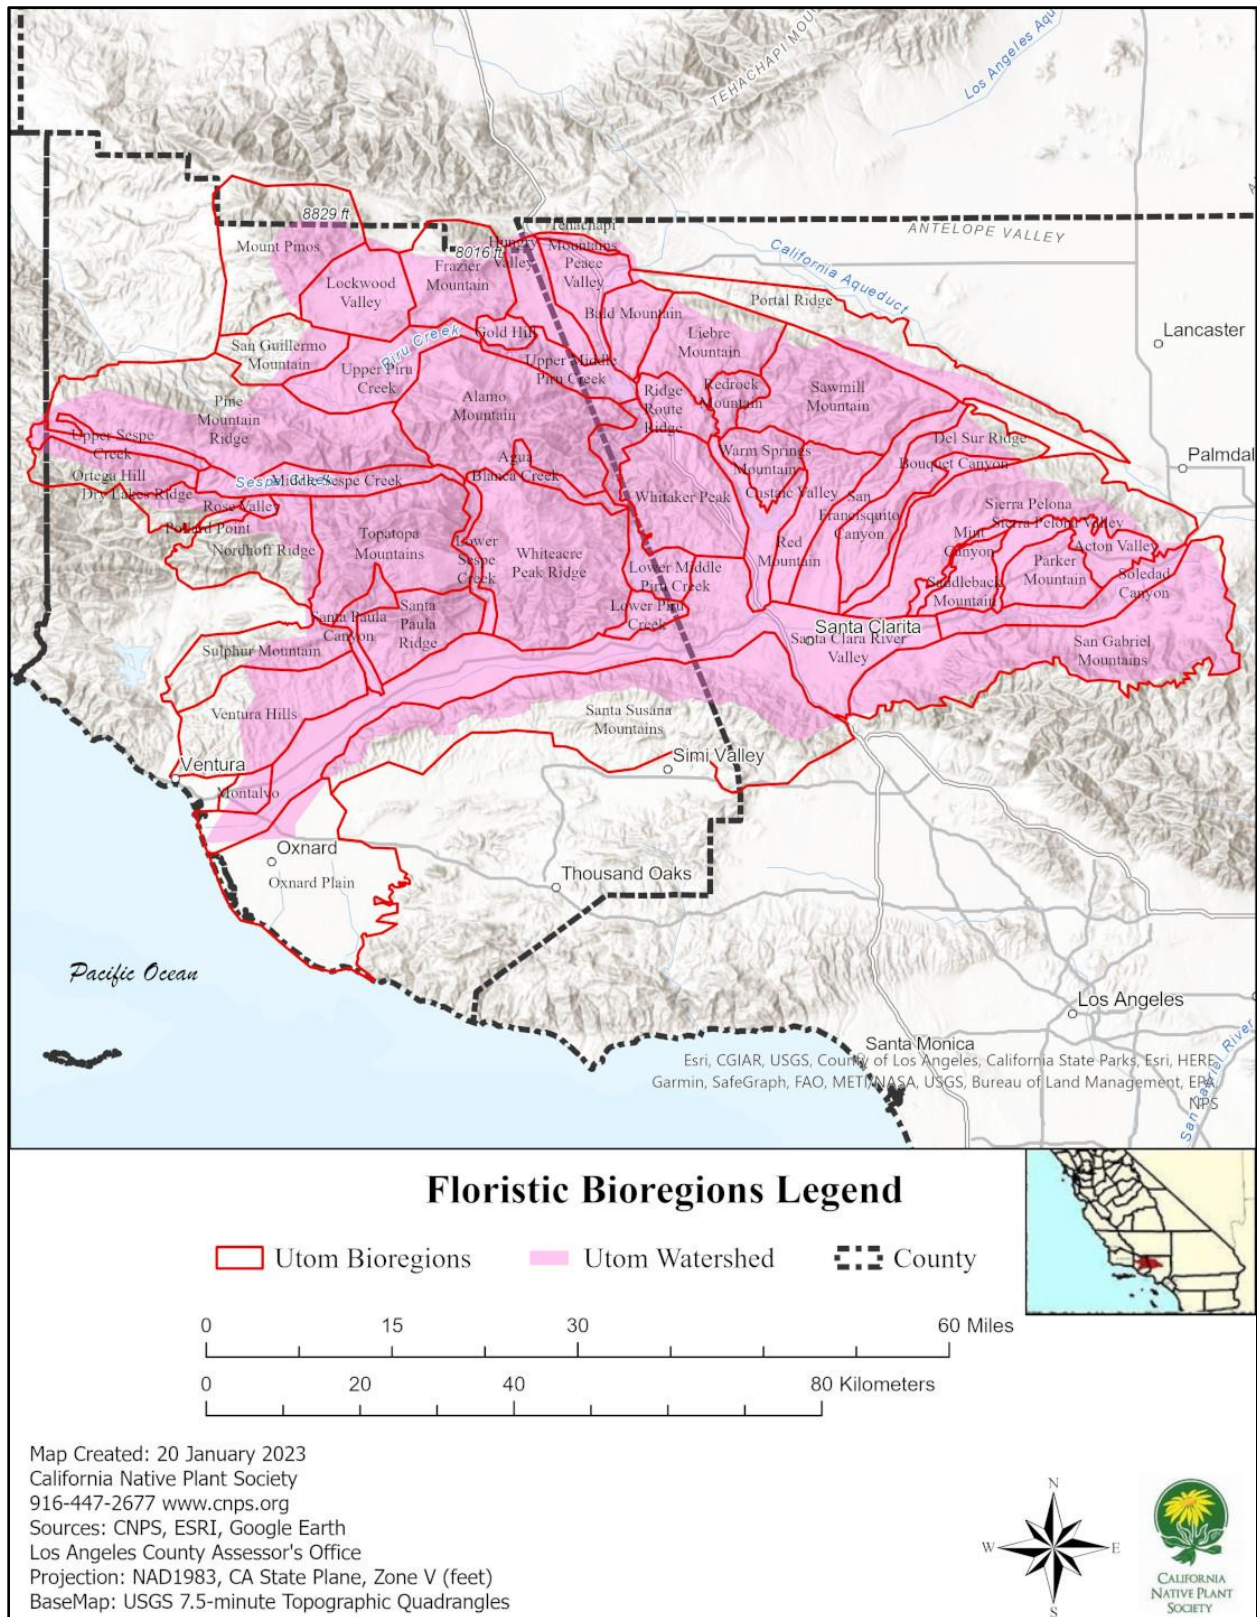 TEHACHAPI MOU
Los Angeles Aqu
8829 ft
Mount Pinos
8016 ft
Hungry
Valley
Tehachapi
Mountains
Peace
Valley
ANTELOPE VALLEY
California Aqueduct
Lockwood
Valley
Frazier
Mountain
Bald Mountain
Portal Ridge
Lancaster
San Guillermo
Mountain
Piru Creek
Gold Hill
Liebre
Mountain
Upper Piru
Creek
Upper Middle
Piru Creek
Alamo
Mountain
Ridge
Route
Ridge
Redrock
Mountain
Sawmill
Mountain
Pine
Mountain
Ridge
Upper Sespe
Creek
Agua
Blanca Creek
Warm Springs
Mountain
Del Sur Ridge
Bouquet Canyon
Palmdal
Ortega Hill
Dry Lakes Ridge
Sespe Creek
Middle Sespe Creek
Rose Valley
Whitaker Peak
Castaic Valley
San
Francisquito
Canyon
Sierra Pelona
Sierra Pelona Valley
Pollard Point
Nordhoff Ridge
Topatopa
Mountains
Lower
Sespe
Creek
Whiteacre
Peak Ridge
Red
Mountain
Mint
Canyon
Acton Valley
Parker
Mountain
Soledad
Canyon
Lower Middle
Piru Creek
Saddleback
Mountain
Lower Piru
Creek
Santa Paula
Canyon
Santa
Paula
Ridge
Santa Clarita
Santa Clara River
Valley
San Gabriel
Mountains
Sulphur Mountain
Ventura Hills
Santa Susana
Mountains
Ventura
Simi Valley
Montalvo
Oxnard
Oxnard Plain
Thousand Oaks
Pacific Ocean
Los Angeles
Santa Monica
San Gabriel River
Esri, CGIAR, USGS, County of Los Angeles, California State Parks, Esri, HERE,
Garmin, SafeGraph, FAO, METI/NASA, USGS, Bureau of Land Management, EPA,
NPS
Floristic Bioregions Legend
Utom Bioregions Utom Watershed County
0 15 30 60 Miles
0 20 40 80 Kilometers
Map Created: 20 January 2023
California Native Plant Society
916-447-2677 www.cnps.org
Sources: CNPS, ESRI, Google Earth
Los Angeles County Assessor's Office
Projection: NAD1983, CA State Plane, Zone V (feet)
BaseMap: USGS 7.5-minute Topographic Quadrangles
N
W E
S
CALIFORNIA
NATIVE PLANT
SOCIETY